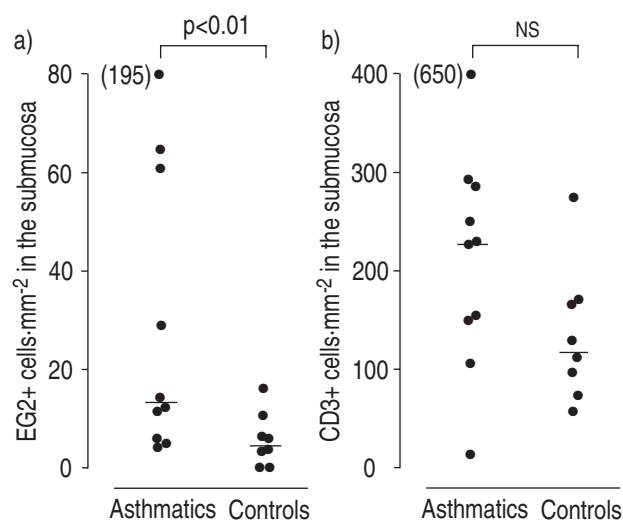 a)
p<0.01
EG2+ cells·mm-2 in the submucosa
80
60
40
20
0
(195)
Asthmatics
Controls
b)
NS
CD3+ cells·mm-2 in the submucosa
400
300
200
100
0
(650)
Asthmatics
Controls